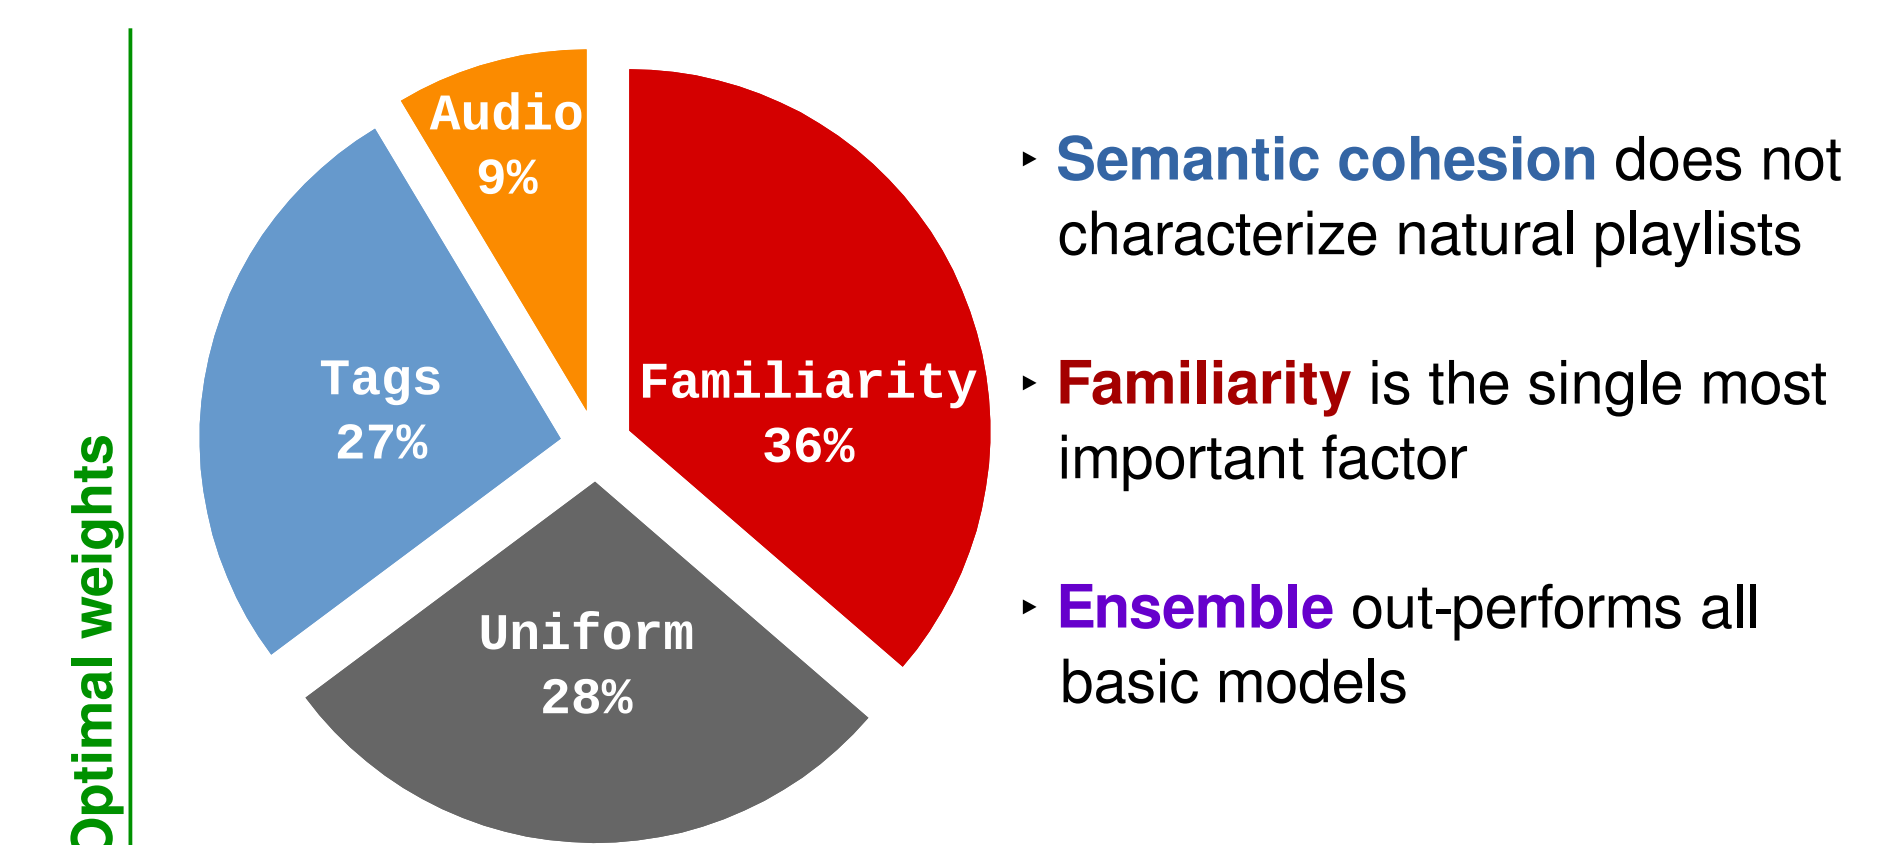 Optimal weights
Audio
9%
Tags
27%
Familiarity
36%
Uniform
28%
‣ Semantic cohesion does not
characterize natural playlists
‣ Familiarity is the single most
important factor
‣ Ensemble out-performs all
basic models